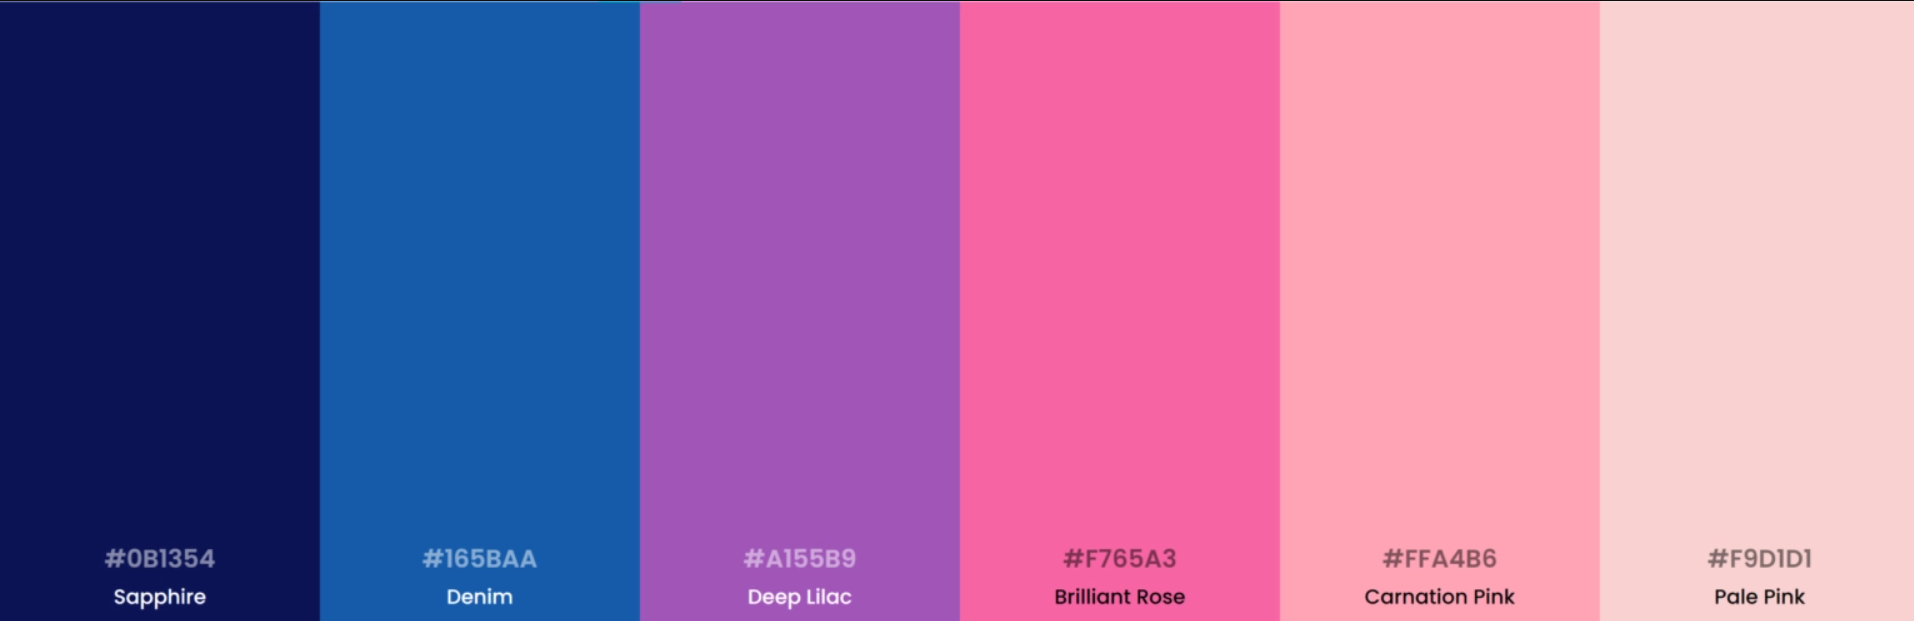 #0B1354
Sapphire
#165BAA
Denim
#A155B9
Deep Lilac
#F765A3
Brilliant Rose
#FFA4B6
Carnation Pink
#F9D1D1
Pale Pink